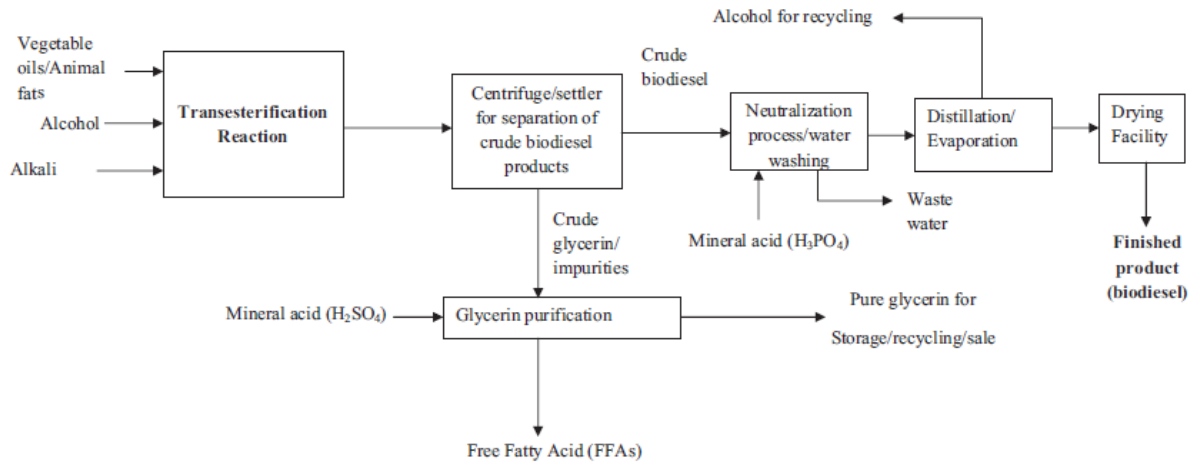 Vegetable
oils/Animal
fats
Alcohol
Alkali
Transesterification
Reaction
Centrifuge/settler
for separation of
crude biodiesel
products
Crude
biodiesel
Alcohol for recycling
Neutralization
process/water
washing
Distillation/
Evaporation
Drying
Facility
Mineral acid (H₃PO₄)
Waste
water
Finished
product
(biodiesel)
Crude
glycerin/
impurities
Mineral acid (H₂SO₄)
Glycerin purification
Pure glycerin for
Storage/recycling/sale
Free Fatty Acid (FFAs)